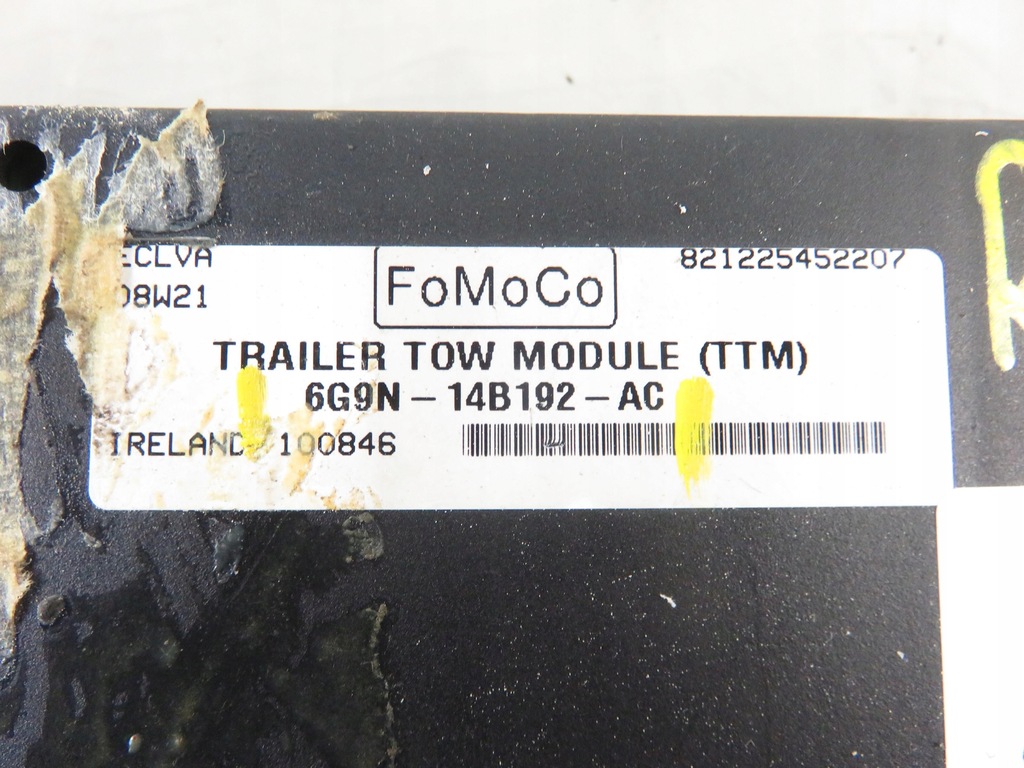 ECLVA
08W21
FoMoCo
821225452207
TRAILER TOW MODULE (TTM)
6G9N-14B192-AC
IRELAND 100846